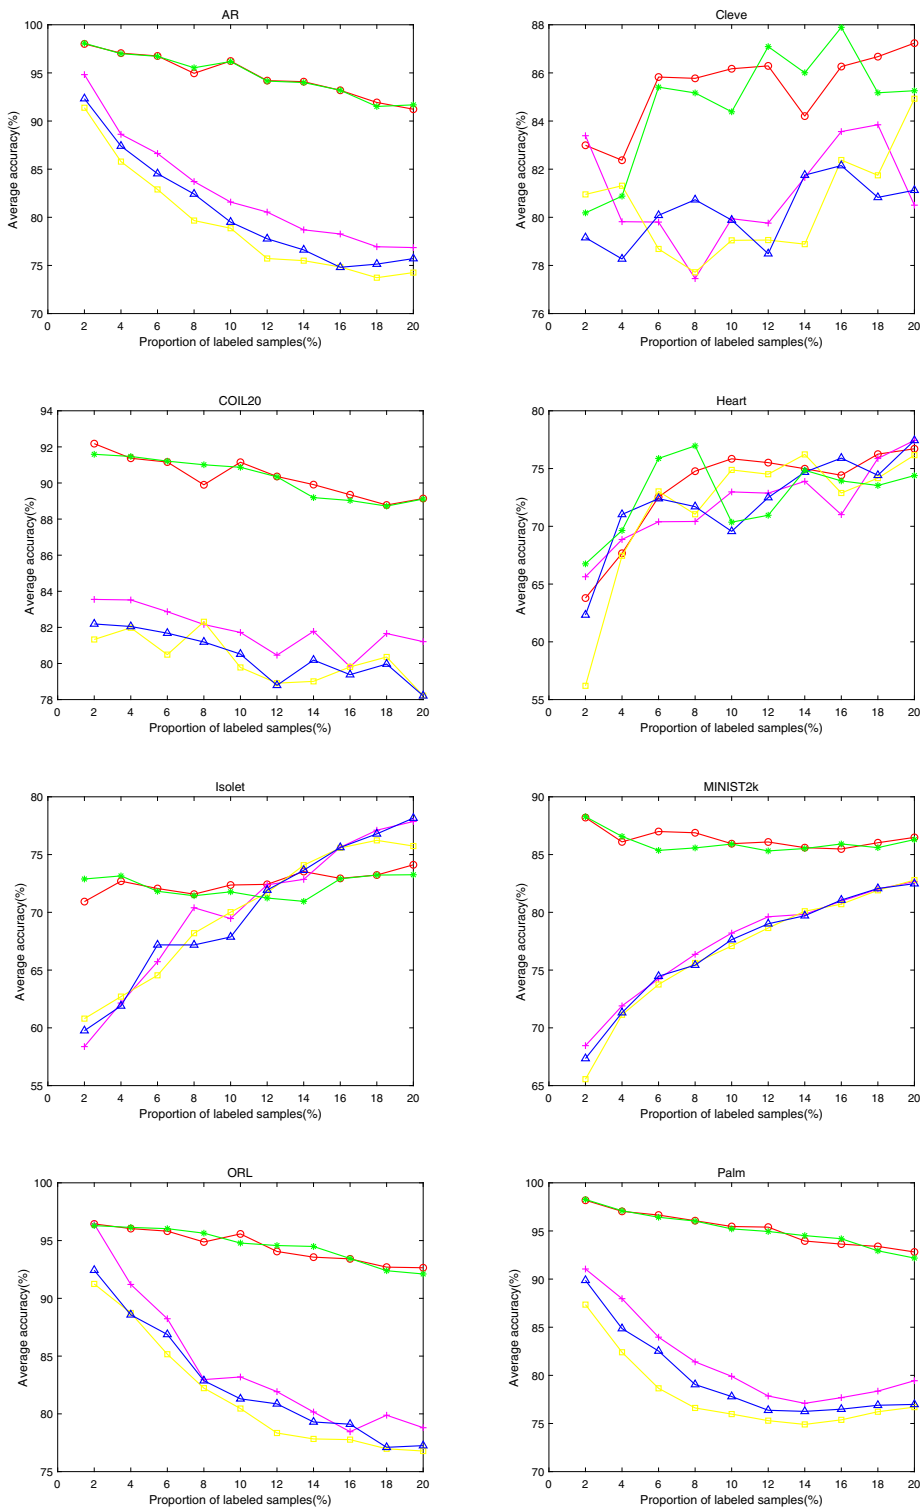 AR
100
95
90
85
80
75
70
Average accuracy(%)
0 2 4 6 8 10 12 14 16 18 20
Proportion of labeled samples(%)
Cleve
88
86
84
82
80
78
76
Average accuracy(%)
0 2 4 6 8 10 12 14 16 18 20
Proportion of labeled samples(%)
COIL20
94
92
90
88
86
84
82
80
78
Average accuracy(%)
0 2 4 6 8 10 12 14 16 18 20
Proportion of labeled samples(%)
Heart
80
75
70
65
60
55
Average accuracy(%)
0 2 4 6 8 10 12 14 16 18 20
Proportion of labeled samples(%)
Isolet
80
75
70
65
60
55
Average accuracy(%)
0 2 4 6 8 10 12 14 16 18 20
Proportion of labeled samples(%)
MINIST2k
90
85
80
75
70
65
Average accuracy(%)
0 2 4 6 8 10 12 14 16 18 20
Proportion of labeled samples(%)
ORL
100
95
90
85
80
75
Average accuracy(%)
0 2 4 6 8 10 12 14 16 18 20
Proportion of labeled samples(%)
Palm
100
95
90
85
80
75
70
Average accuracy(%)
0 2 4 6 8 10 12 14 16 18 20
Proportion of labeled samples(%)